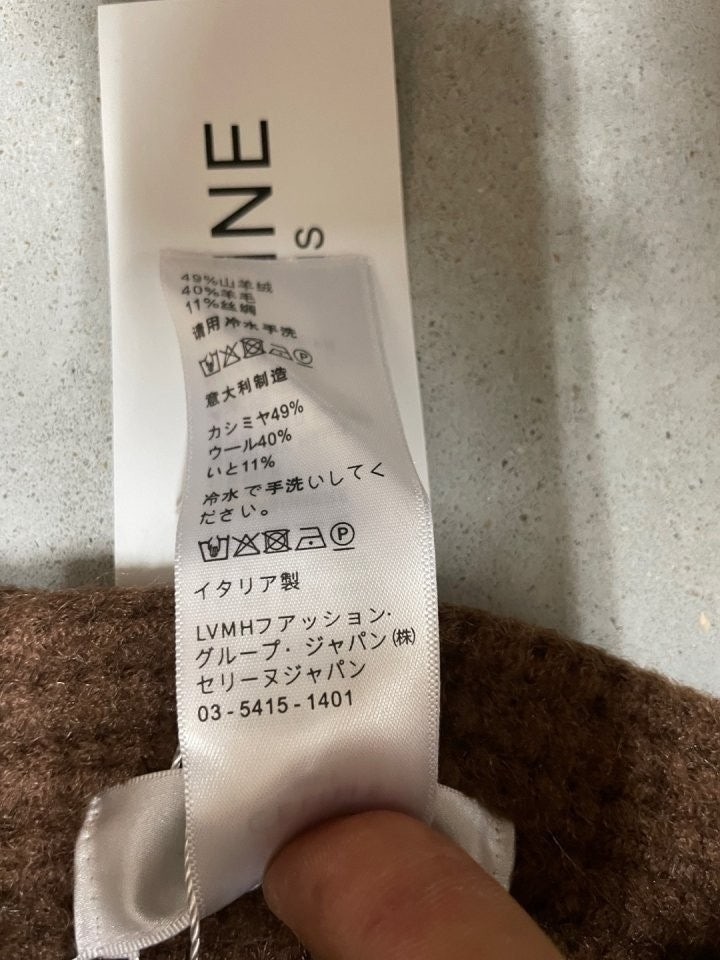 INE
S
49%山羊绒
40%羊毛
11%丝绸
请用冷水手洗
P
意大利制造
カシミヤ49%
ウール40%
いと11%
冷水で手洗いしてく
ださい。
P
イタリア製
LVMHファッション・
グループ・ジャパン(株)
セリーヌジャパン
03-5415-1401